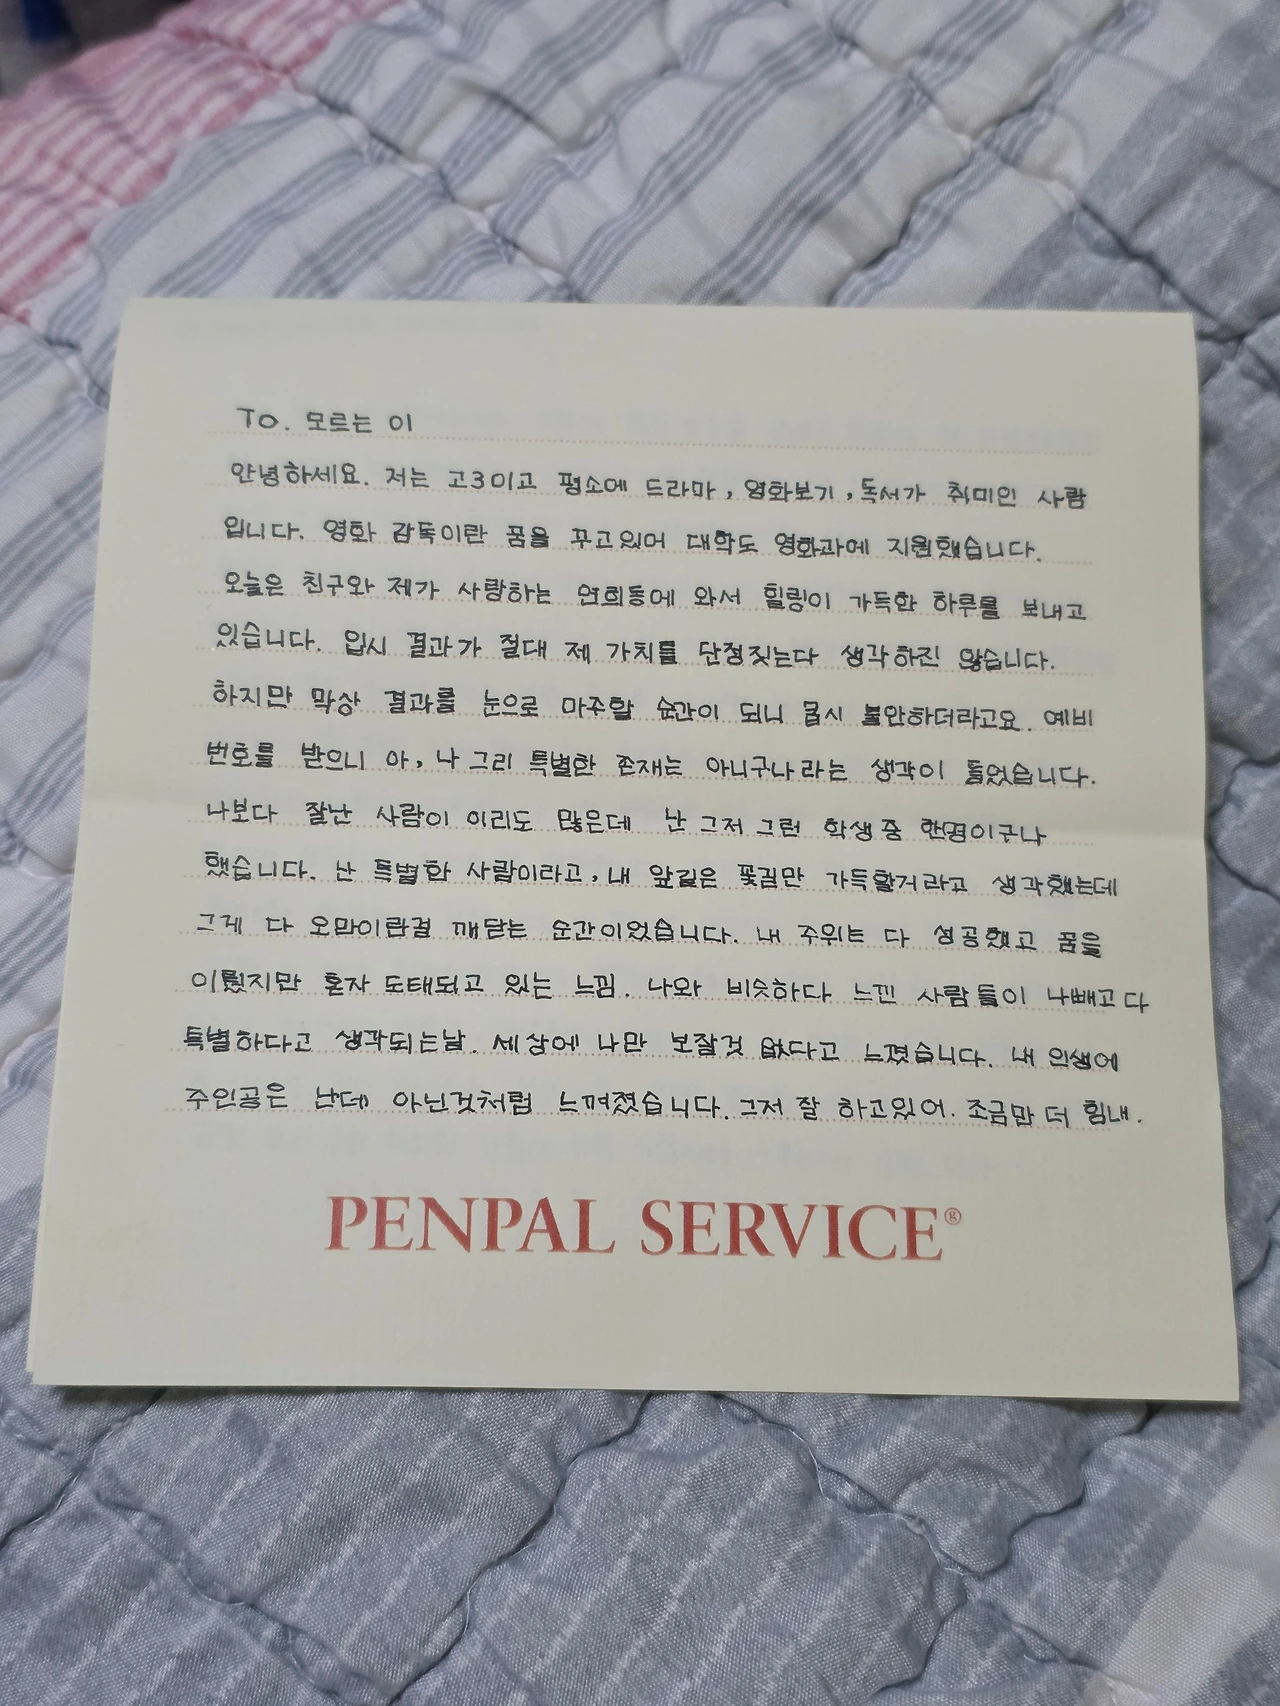 To. 모르는 이
안녕하세요. 저는 고3이고 평소에 드라마, 영화보기, 독서가 취미인 사람
입니다. 영화 감독이란 꿈을 꾸고있어 대학도 영화과에 지원했습니다.
오늘은 친구와 제가 사랑하는 연희동에 와서 힐링이 가득한 하루를 보내고
있습니다. 입시 결과가 절대 제 가치를 단정짓는다 생각하진 않습니다.
하지만 막상 결과를 눈으로 마주할 순간이 되니 몹시 불안하더라고요. 예비
번호를 받으니 아, 나 그리 특별한 존재는 아니구나라는 생각이 들었습니다.
나보다 잘난 사람이 이리도 많은데 난 그저 그런 학생 중 한명이구나
했습니다. 난 특별한 사람이라고, 내 앞길은 꽃길만 가득할거라고 생각했는데
그게 다 오만이란걸 깨닫는 순간이었습니다. 내 주위는 다 성공했고 꿈을
이뤘지만 혼자 도태되고 있는 느낌. 나와 비슷하다 느낀 사람들이 나빼고 다
특별하다고 생각되는날. 세상에 나만 보잘것 없다고 느꼈습니다. 내 인생에
주인공은 난데 아닌것처럼 느껴졌습니다. 그저 잘 하고있어. 조금만 더 힘내.
PENPAL SERVICE®